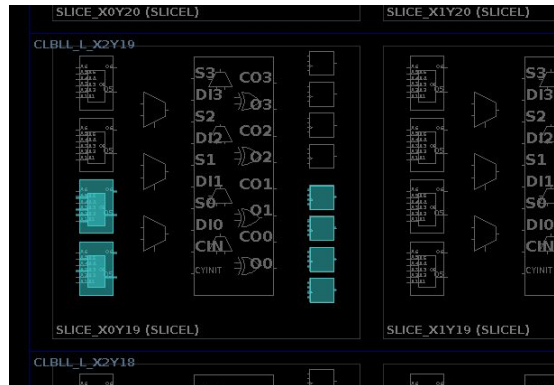 SLICE_X0Y20 (SLICEL)
SLICE_X1Y20 (SLICEL)
CLBLL_L_X2Y19
S3
CO3
DI3
O3
S2
CO2
DI2
O2
S1
CO1
DI1
O1
S0
CO0
DI0
O0
CIN
CYINIT
S3
DI3
S2
DI2
S1
DI1
S0
DI0
CIN
CYINIT
SLICE_X0Y19 (SLICEL)
SLICE_X1Y19 (SLICEL)
CLBLL_L_X2Y18